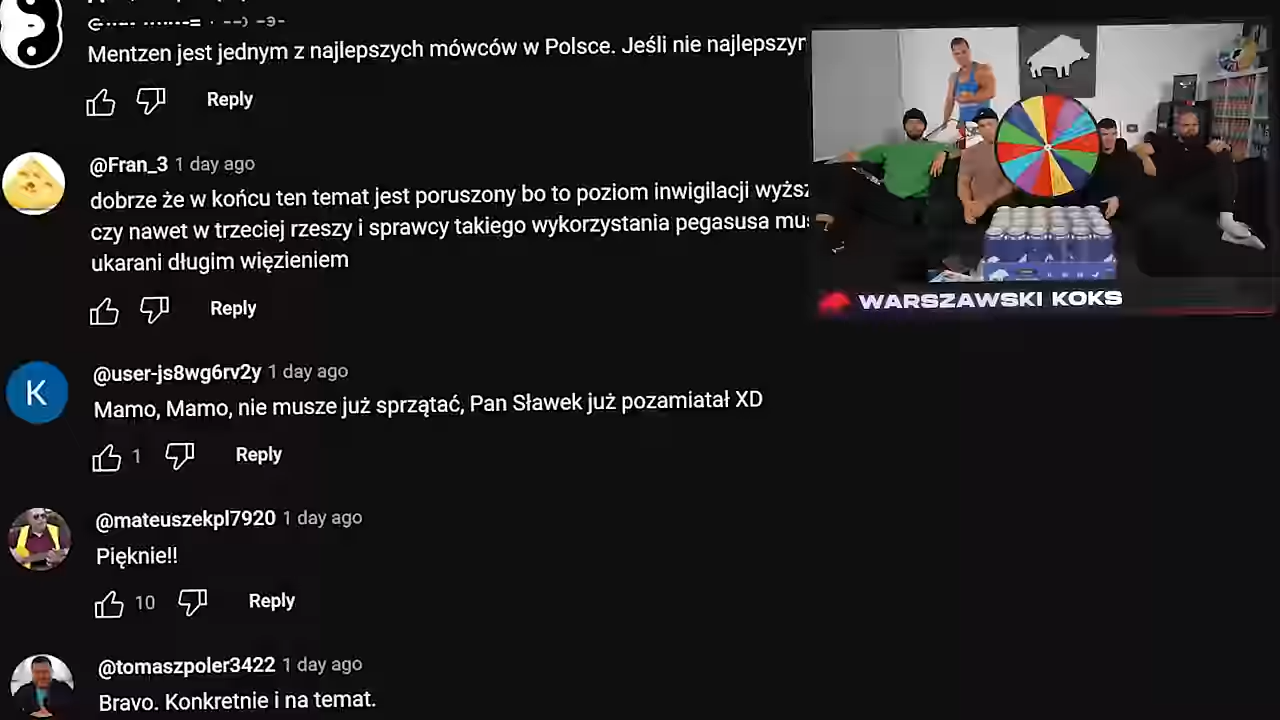 Mentzen jest jednym z najlepszych mówców w Polsce. Jeśli nie
Reply
@Fran_3 1 day ago
dobrze że w końcu ten temat jest poruszony bo to poziom inwigilacji
czy nawet w trzeciej rzeszy i sprawcy takiego wykorzystania pegasusa
ukarani długim więzieniem
Reply
K
@user-js8wg6rv2y 1 day ago
Mamo, Mamo, nie musze już sprzątać, Pan Sławek już pozamiatał XD
1 Reply
@mateuszekpl7920 1 day ago
Pięknie!!
10 Reply
@tomaszpoler3422 1 day ago
Bravo. Konkretnie i na temat.
WARSZAWSKI KOKS